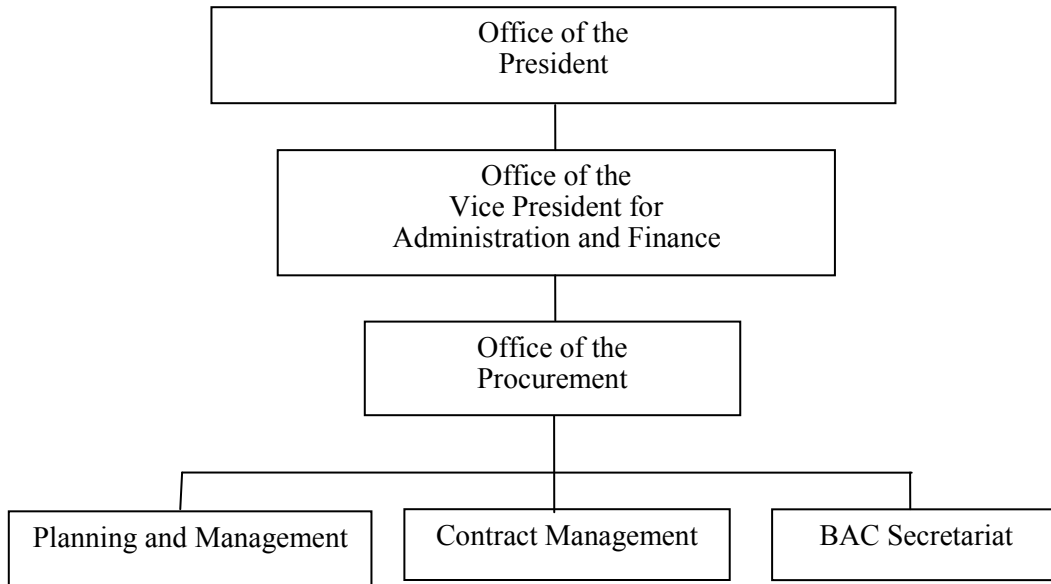 Office of the
President
Office of the
Vice President for
Administration and Finance
Office of the
Procurement
Planning and Management
Contract Management
BAC Secretariat